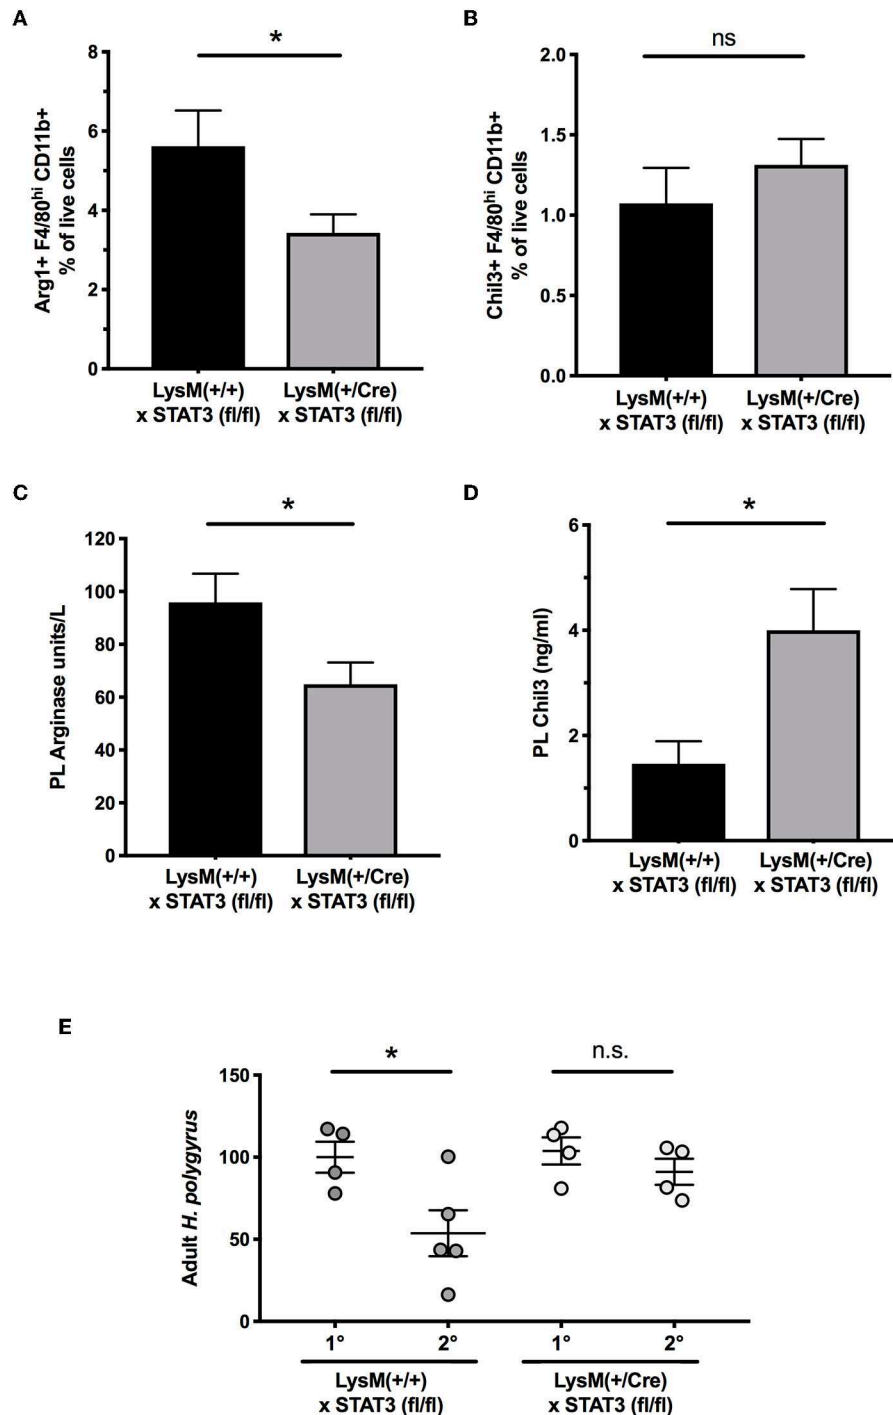 A
*
8
6
4
2
0
Arg1+ F4/80hi CD11b+
% of live cells
LysM(+/+)
x STAT3 (fl/fl)
LysM(+/Cre)
x STAT3 (fl/fl)
B
ns
2.0
1.5
1.0
0.5
0.0
Chil3+ F4/80hi CD11b+
% of live cells
LysM(+/+)
x STAT3 (fl/fl)
LysM(+/Cre)
x STAT3 (fl/fl)
C
*
120
100
80
60
40
20
0
PL Arginase units/L
LysM(+/+)
x STAT3 (fl/fl)
LysM(+/Cre)
x STAT3 (fl/fl)
D
*
6
4
2
0
PL Chil3 (ng/ml)
LysM(+/+)
x STAT3 (fl/fl)
LysM(+/Cre)
x STAT3 (fl/fl)
E
*
n.s.
150
100
50
0
Adult H. polygyrus
1° 2° 1° 2°
LysM(+/+)
x STAT3 (fl/fl)
LysM(+/Cre)
x STAT3 (fl/fl)